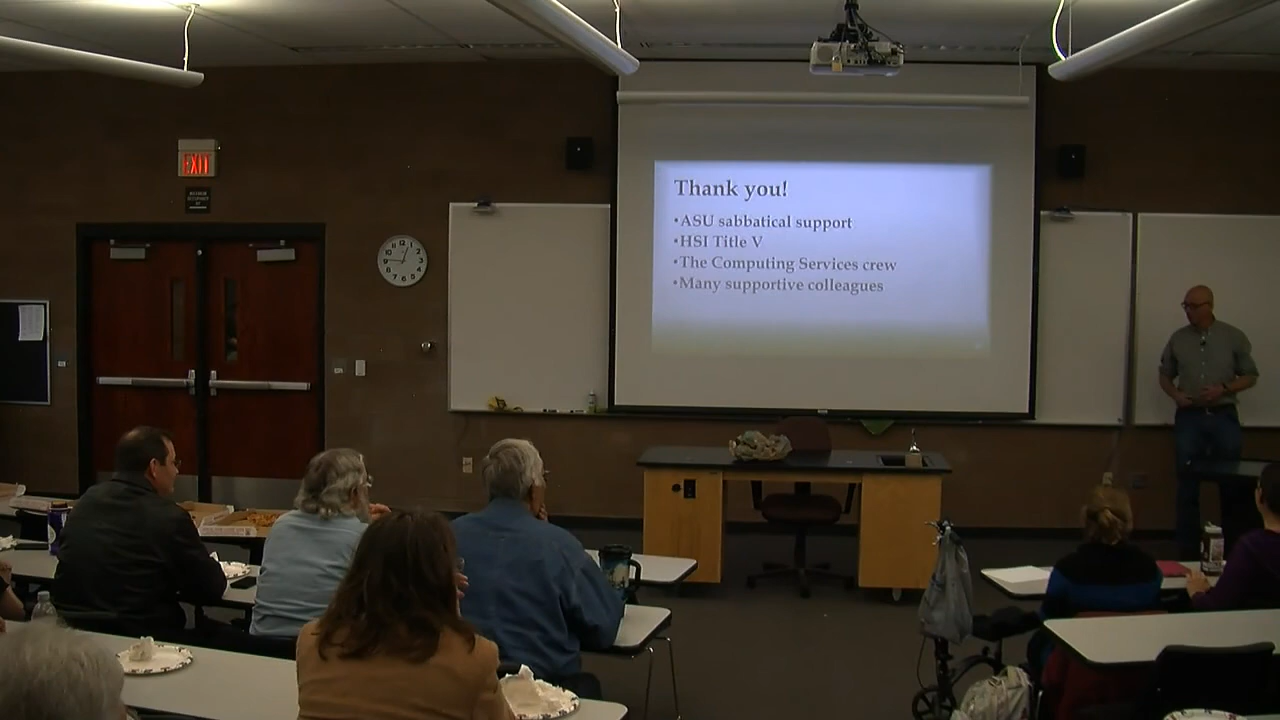 EXIT
Thank you!
•ASU sabbatical support
•HSI Title V
•The Computing Services crew
•Many supportive colleagues